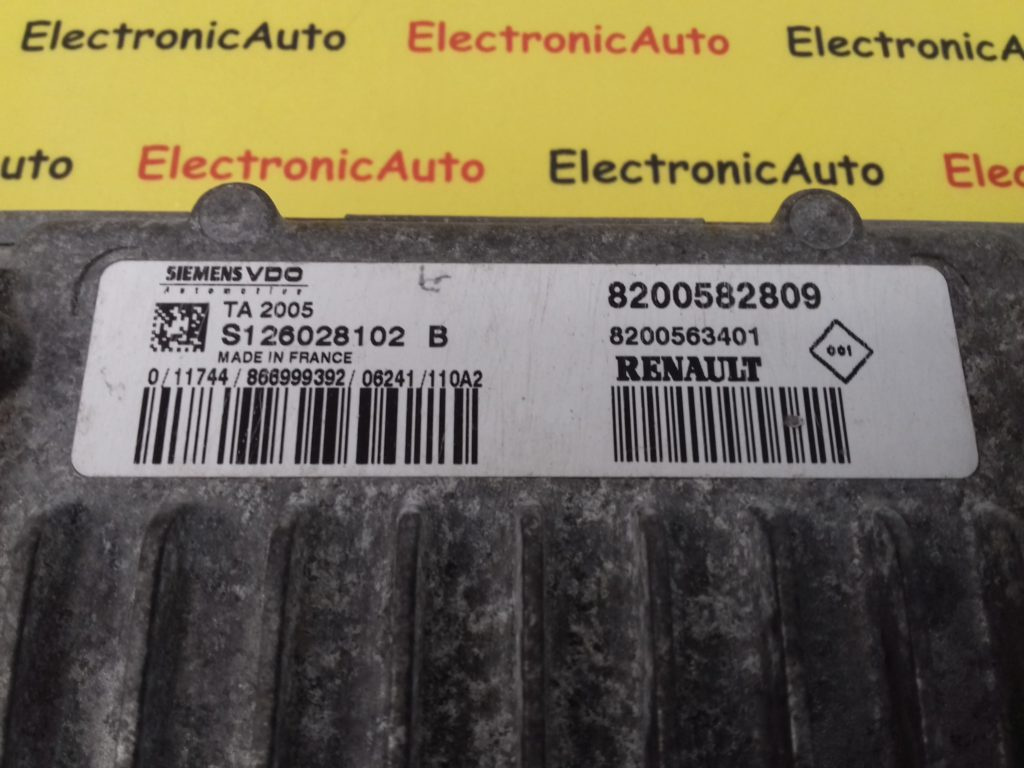 ElectronicAuto ElectronicAuto ElectronicA
uto ElectronicAuto ElectronicAuto Elec
SIEMENS VDO
Automotive
TA 2005
S126028102 B
MADE IN FRANCE
0/11744/866999392/06241/110A2
8200582809
8200563401
RENAULT
001